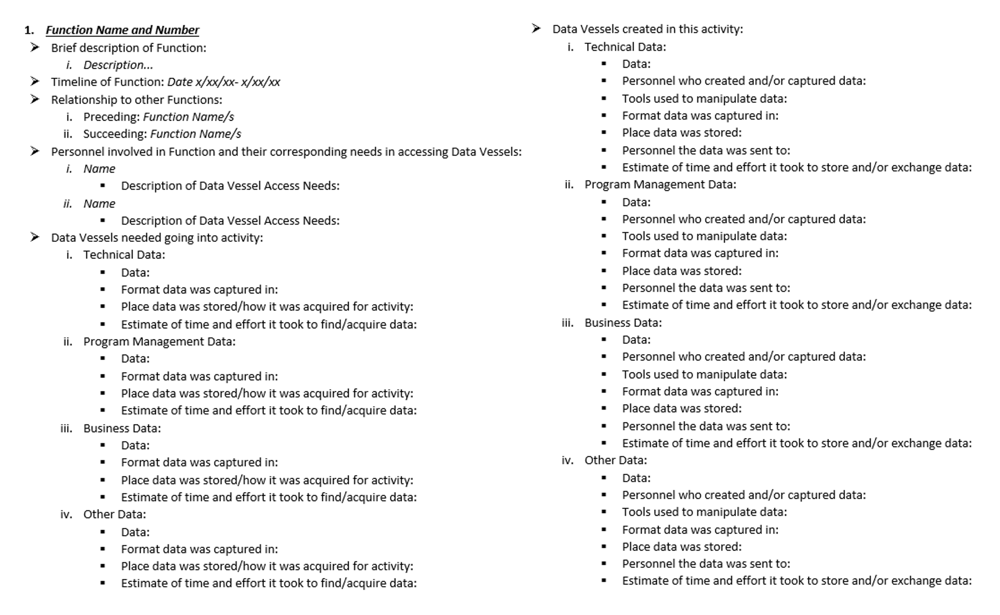 1. Function Name and Number
➢ Brief description of Function:
i. Description...
➢ Timeline of Function: Date x/xx/xx- x/xx/xx
➢ Relationship to other Functions:
i. Preceding: Function Name/s
ii. Succeeding: Function Name/s
➢ Personnel involved in Function and their corresponding needs in accessing Data Vessels:
i. Name
▪ Description of Data Vessel Access Needs:
ii. Name
▪ Description of Data Vessel Access Needs:
➢ Data Vessels needed going into activity:
i. Technical Data:
▪ Data:
▪ Format data was captured in:
▪ Place data was stored/how it was acquired for activity:
▪ Estimate of time and effort it took to find/acquire data:
ii. Program Management Data:
▪ Data:
▪ Format data was captured in:
▪ Place data was stored/how it was acquired for activity:
▪ Estimate of time and effort it took to find/acquire data:
iii. Business Data:
▪ Data:
▪ Format data was captured in:
▪ Place data was stored/how it was acquired for activity:
▪ Estimate of time and effort it took to find/acquire data:
iv. Other Data:
▪ Data:
▪ Format data was captured in:
▪ Place data was stored/how it was acquired for activity:
▪ Estimate of time and effort it took to find/acquire data:
➢ Data Vessels created in this activity:
i. Technical Data:
▪ Data:
▪ Personnel who created and/or captured data:
▪ Tools used to manipulate data:
▪ Format data was captured in:
▪ Place data was stored:
▪ Personnel the data was sent to:
▪ Estimate of time and effort it took to store and/or exchange data:
ii. Program Management Data:
▪ Data:
▪ Personnel who created and/or captured data:
▪ Tools used to manipulate data:
▪ Format data was captured in:
▪ Place data was stored:
▪ Personnel the data was sent to:
▪ Estimate of time and effort it took to store and/or exchange data:
iii. Business Data:
▪ Data:
▪ Personnel who created and/or captured data:
▪ Tools used to manipulate data:
▪ Format data was captured in:
▪ Place data was stored:
▪ Personnel the data was sent to:
▪ Estimate of time and effort it took to store and/or exchange data:
iv. Other Data:
▪ Data:
▪ Personnel who created and/or captured data:
▪ Tools used to manipulate data:
▪ Format data was captured in:
▪ Place data was stored:
▪ Personnel the data was sent to:
▪ Estimate of time and effort it took to store and/or exchange data: